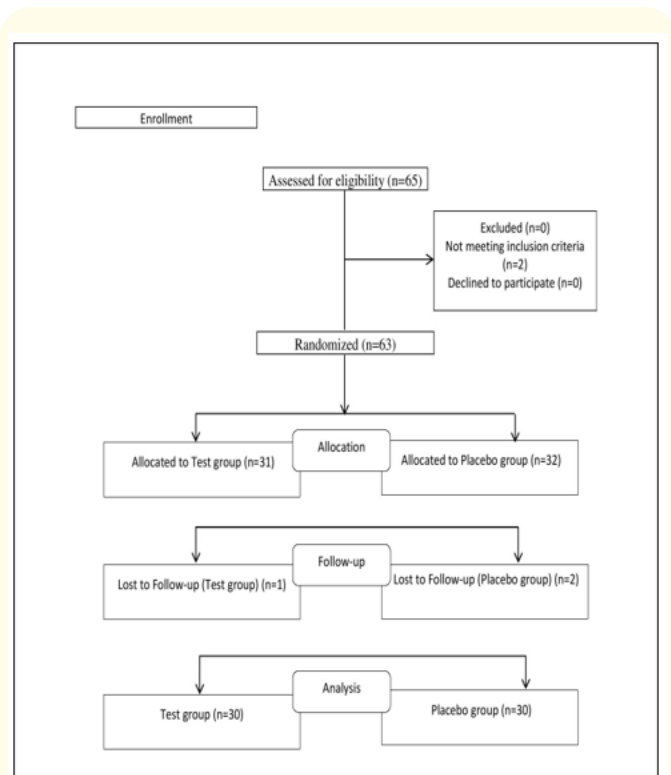 Enrollment
Assessed for eligibility (n=65)
Excluded (n=0)
Not meeting inclusion criteria
(n=2)
Declined to participate (n=0)
Randomized (n=63)
Allocation
Allocated to Test group (n=31)
Allocated to Placebo group (n=32)
Follow-up
Lost to Follow-up (Test group) (n=1)
Lost to Follow-up (Placebo group) (n=2)
Analysis
Test group (n=30)
Placebo group (n=30)